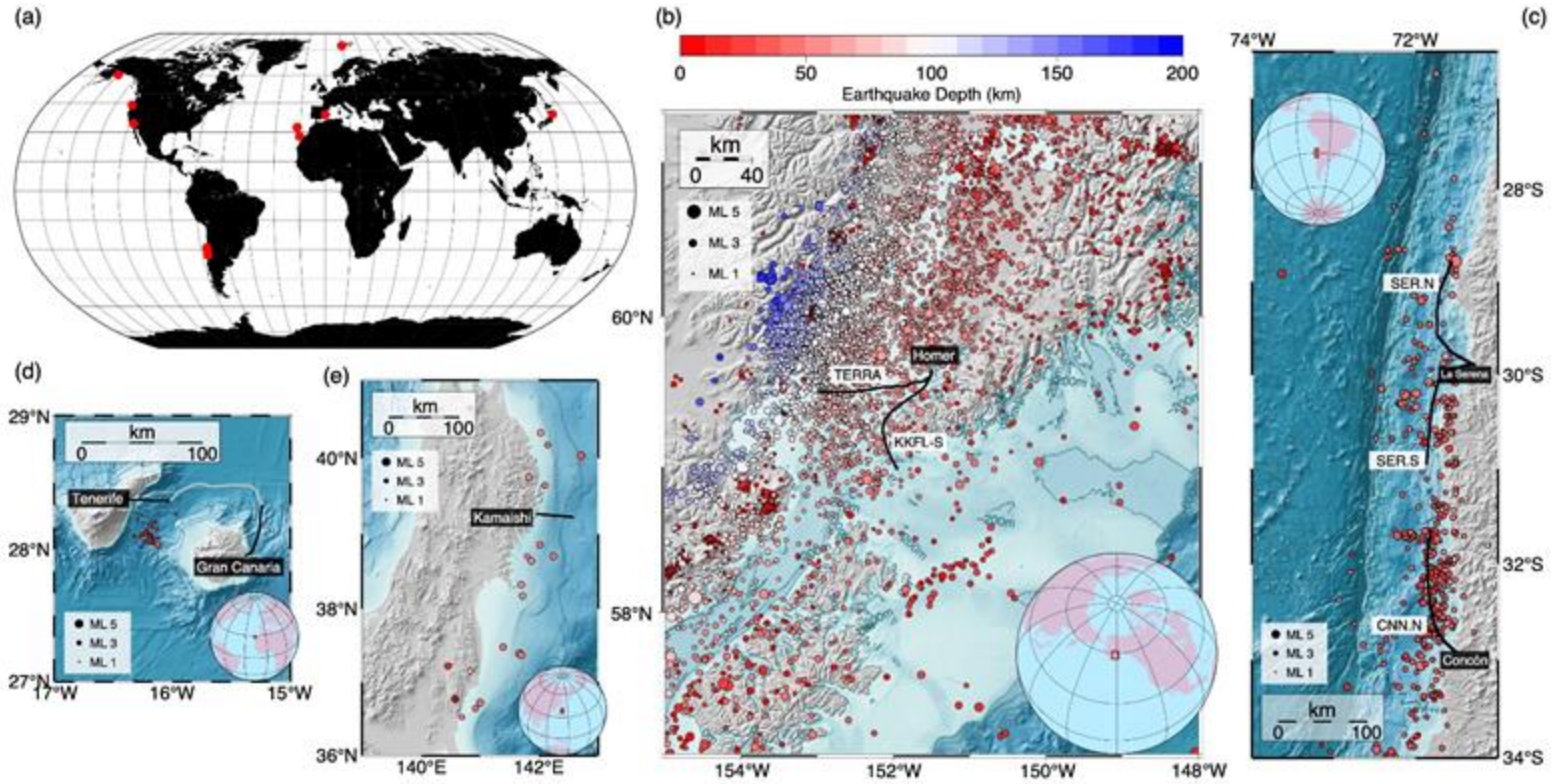 (a)
(b)
0
50
100
150
200
Earthquake Depth (km)
km
0 40
ML 5
ML 3
ML 1
60°N
58°N
TERRA
Homer
KKFL-S
154°W
152°W
150°W
148°W
(c)
74°W
72°W
28°S
30°S
32°S
34°S
SER.N
La Serena
SER.S
CNN.N
Concón
ML 5
ML 3
ML 1
km
0 100
(d)
29°N
28°N
27°N
km
0 100
Tenerife
Gran Canaria
ML 5
ML 3
ML 1
17°W
16°W
15°W
(e)
km
0 100
ML 5
ML 3
ML 1
40°N
38°N
36°N
Kamaishi
140°E
142°E